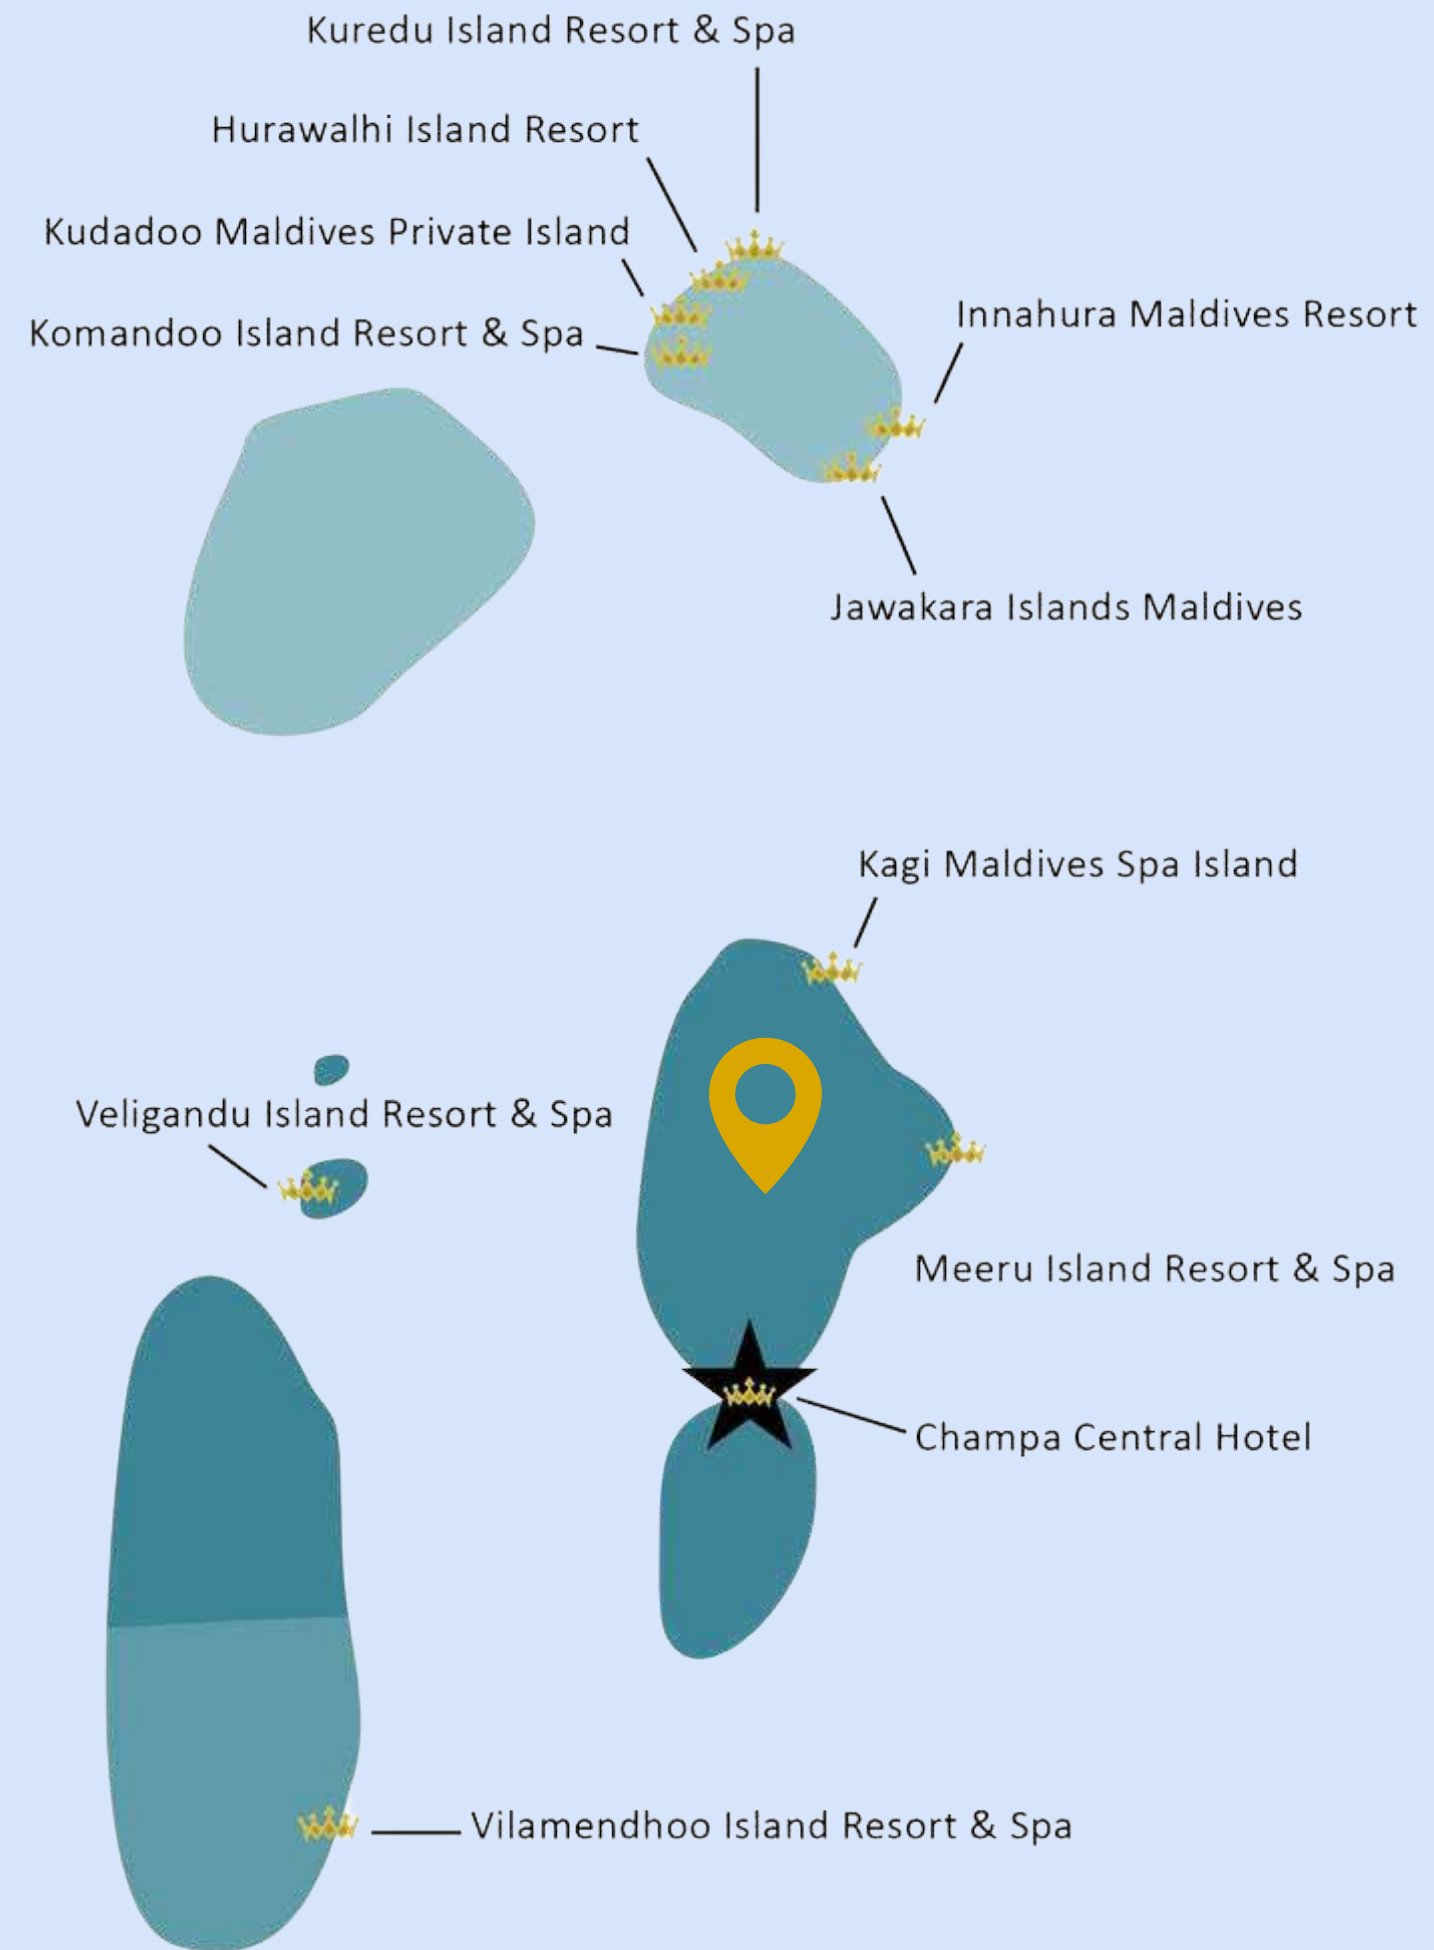 Kuredu Island Resort & Spa
Hurawalhi Island Resort
Kudadoo Maldives Private Island
Innahura Maldives Resort
Komandoo Island Resort & Spa
Jawakara Islands Maldives
Kagi Maldives Spa Island
Veligandu Island Resort & Spa
Meeru Island Resort & Spa
Champa Central Hotel
Vilamendhoo Island Resort & Spa